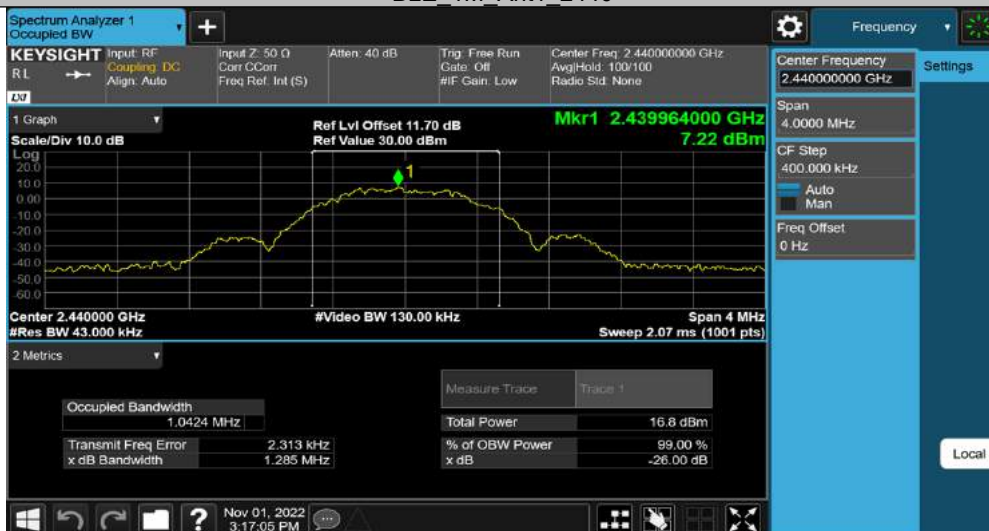 Spectrum Analyzer 1
Occupied BW
+
Frequency
KEYSIGHT
RL
LXI
Input: RF
Coupling: DC
Align: Auto
Input Z: 50 Ω
Corr CCorr
Freq Ref: Int (S)
Atten: 40 dB
Trig: Free Run
Gate: Off
#IF Gain: Low
Center Freq: 2.440000000 GHz
Avg|Hold: 100/100
Radio Std: None
Center Frequency
2.440000000 GHz
Settings
Span
4.0000 MHz
CF Step
400.000 kHz
Auto
Man
Freq Offset
0 Hz
1 Graph
Scale/Div 10.0 dB
Ref Lvl Offset 11.70 dB
Ref Value 30.00 dBm
Mkr1 2.439964000 GHz
7.22 dBm
Log
20.0
10.0
0.00
-10.0
-20.0
-30.0
-40.0
-50.0
-60.0
1
Center 2.440000 GHz
#Res BW 43.000 kHz
#Video BW 130.00 kHz
Span 4 MHz
Sweep 2.07 ms (1001 pts)
2 Metrics
Measure Trace
Trace 1
Occupied Bandwidth
1.0424 MHz
Total Power
16.8 dBm
Transmit Freq Error
2.313 kHz
% of OBW Power
99.00 %
x dB Bandwidth
1.285 MHz
x dB
-26.00 dB
Local
?
Nov 01, 2022
3:17:05 PM